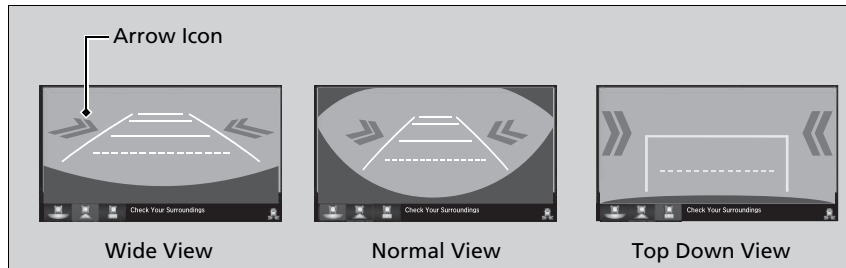 Arrow Icon
Check Your Surroundings
Check Your Surroundings
Check Your Surroundings
Wide View
Normal View
Top Down View